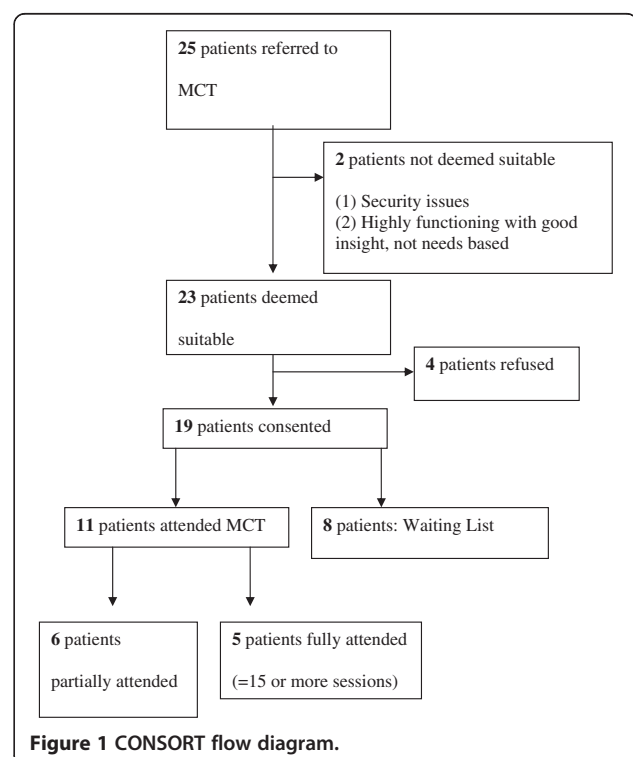 25 patients referred to
MCT
2 patients not deemed suitable
(1) Security issues
(2) Highly functioning with good
insight, not needs based
23 patients deemed
suitable
4 patients refused
19 patients consented
11 patients attended MCT
8 patients: Waiting List
6 patients
partially attended
5 patients fully attended
(=15 or more sessions)
Figure 1 CONSORT flow diagram.